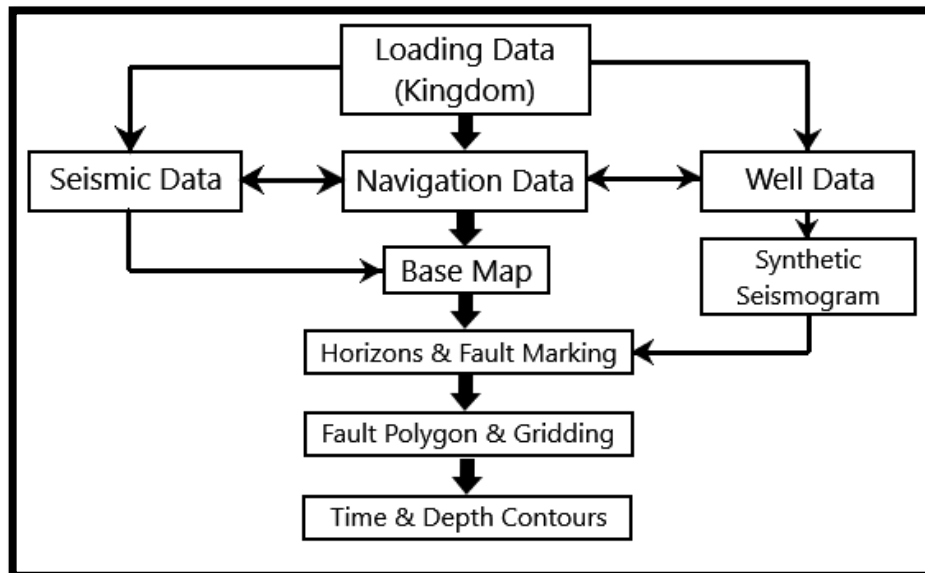 Loading Data
(Kingdom)
Seismic Data
Navigation Data
Well Data
Base Map
Synthetic
Seismogram
Horizons & Fault Marking
Fault Polygon & Gridding
Time & Depth Contours